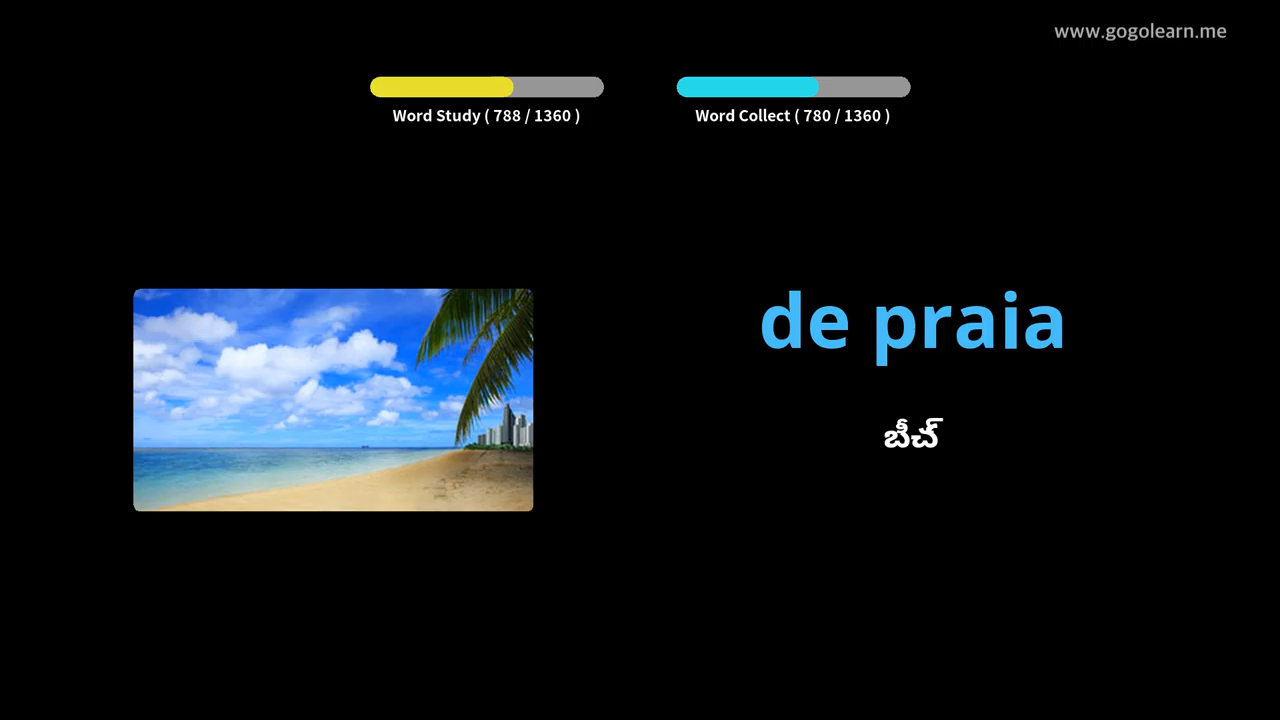 www.gogolearn.me
Word Study ( 788 / 1360 )
Word Collect ( 780 / 1360 )
de praia
బీచ్